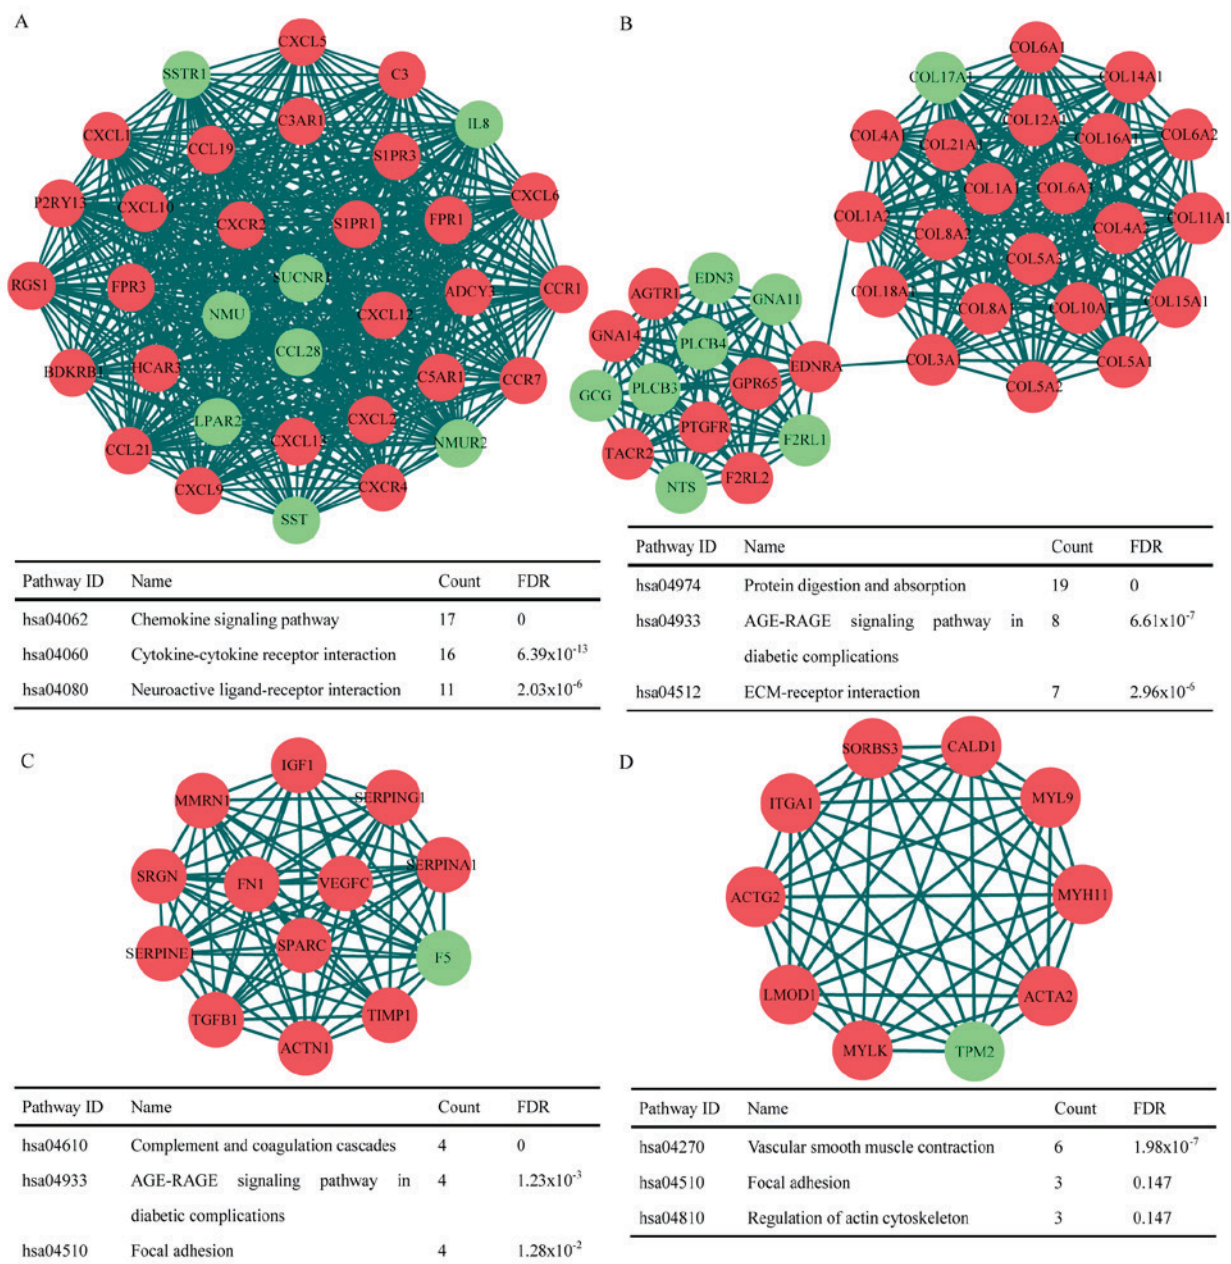 A
CXCL5
SSTR1
C3
IL8
C3AR1
CXCL1
CCL19
S1PR3
P2RY13
CXCL10
CXCR2
S1PR1
FPR1
CXCL6
RGS1
FPR3
SUCNR1
ADCY3
CCR1
NMU
CXCL12
CCL28
BDKRB1
HCAR3
C5AR1
CCR7
LPAR2
CXCL2
CCL21
CXCL13
NMUR2
CXCL9
CXCR4
SST
Pathway ID Name Count FDR
hsa04062 Chemokine signaling pathway 17 0
hsa04060 Cytokine-cytokine receptor interaction 16 6.39x10-13
hsa04080 Neuroactive ligand-receptor interaction 11 2.03x10-6
B
COL6A1
COL17A1
COL14A1
COL4A1
COL12A1
COL21A1
COL16A1
COL6A2
COL1A1
COL6A3
COL1A2
COL8A2
COL4A2
COL11A1
COL5A3
COL18A1
COL8A1
COL10A1
COL15A1
COL3A1
COL5A1
COL5A2
EDN3
AGTR1
GNA11
GNA14
PLCB4
EDNRA
GCG
PLCB3
GPR65
PTGFR
TACR2
F2RL1
NTS
F2RL2
Pathway ID Name Count FDR
hsa04974 Protein digestion and absorption 19 0
hsa04933 AGE-RAGE signaling pathway in 8 6.61x10-7
diabetic complications
hsa04512 ECM-receptor interaction 7 2.96x10-6
C
IGF1
MMRN1
SERPING1
SRGN
FN1
VEGFC
SERPINA1
SERPINE1
SPARC
F5
TGFB1
TIMP1
ACTN1
Pathway ID Name Count FDR
hsa04610 Complement and coagulation cascades 4 0
hsa04933 AGE-RAGE signaling pathway in 4 1.23x10-3
diabetic complications
hsa04510 Focal adhesion 4 1.28x10-2
D
SORBS3
CALD1
ITGA1
MYL9
ACTG2
MYH11
LMOD1
ACTA2
MYLK
TPM2
Pathway ID Name Count FDR
hsa04270 Vascular smooth muscle contraction 6 1.98x10-7
hsa04510 Focal adhesion 3 0.147
hsa04810 Regulation of actin cytoskeleton 3 0.147